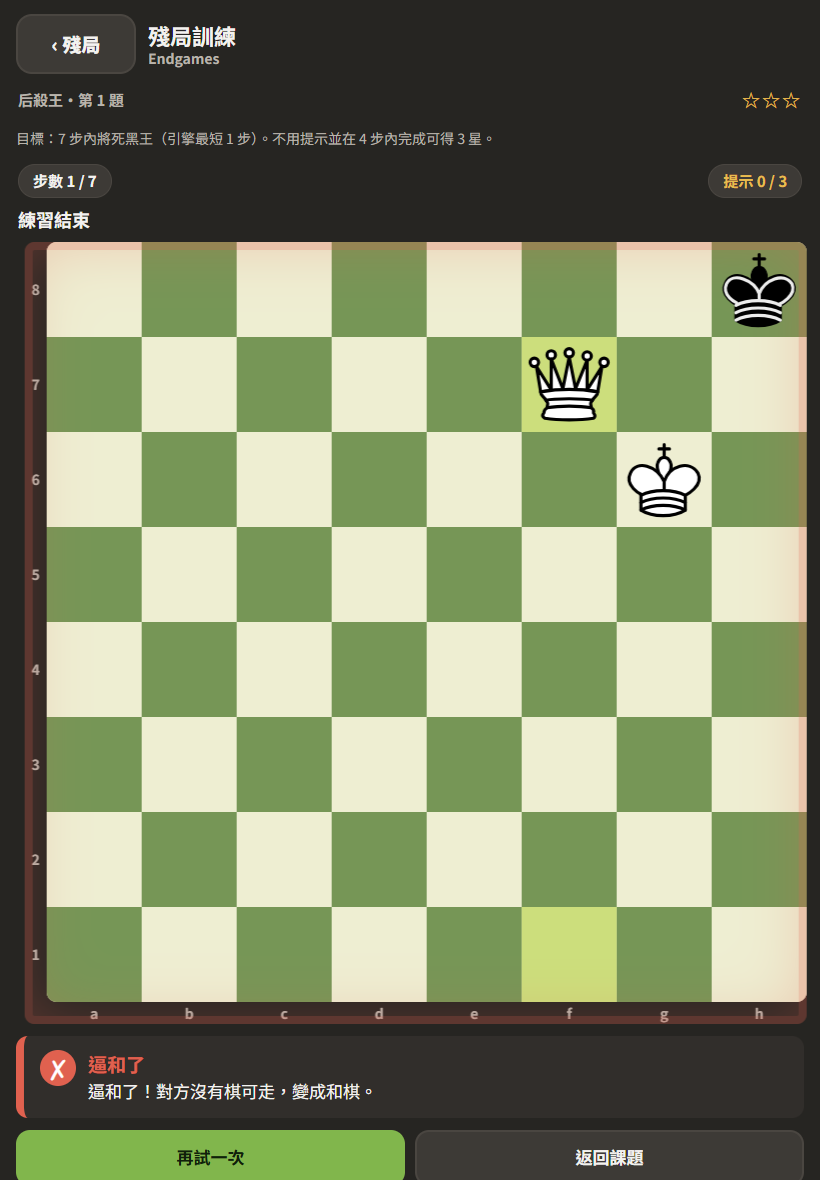 ‹ 殘局
殘局訓練
Endgames
后殺王・第 1 題
☆☆☆
目標：7 步內將死黑王（引擎最短 1 步）。不用提示並在 4 步內完成可得 3 星。
步數 1 / 7
提示 0 / 3
練習結束
8
7
6
5
4
3
2
1
a b c d e f g h
✗ 逼和了
逼和了！對方沒有棋可走，變成和棋。
再試一次
返回課題